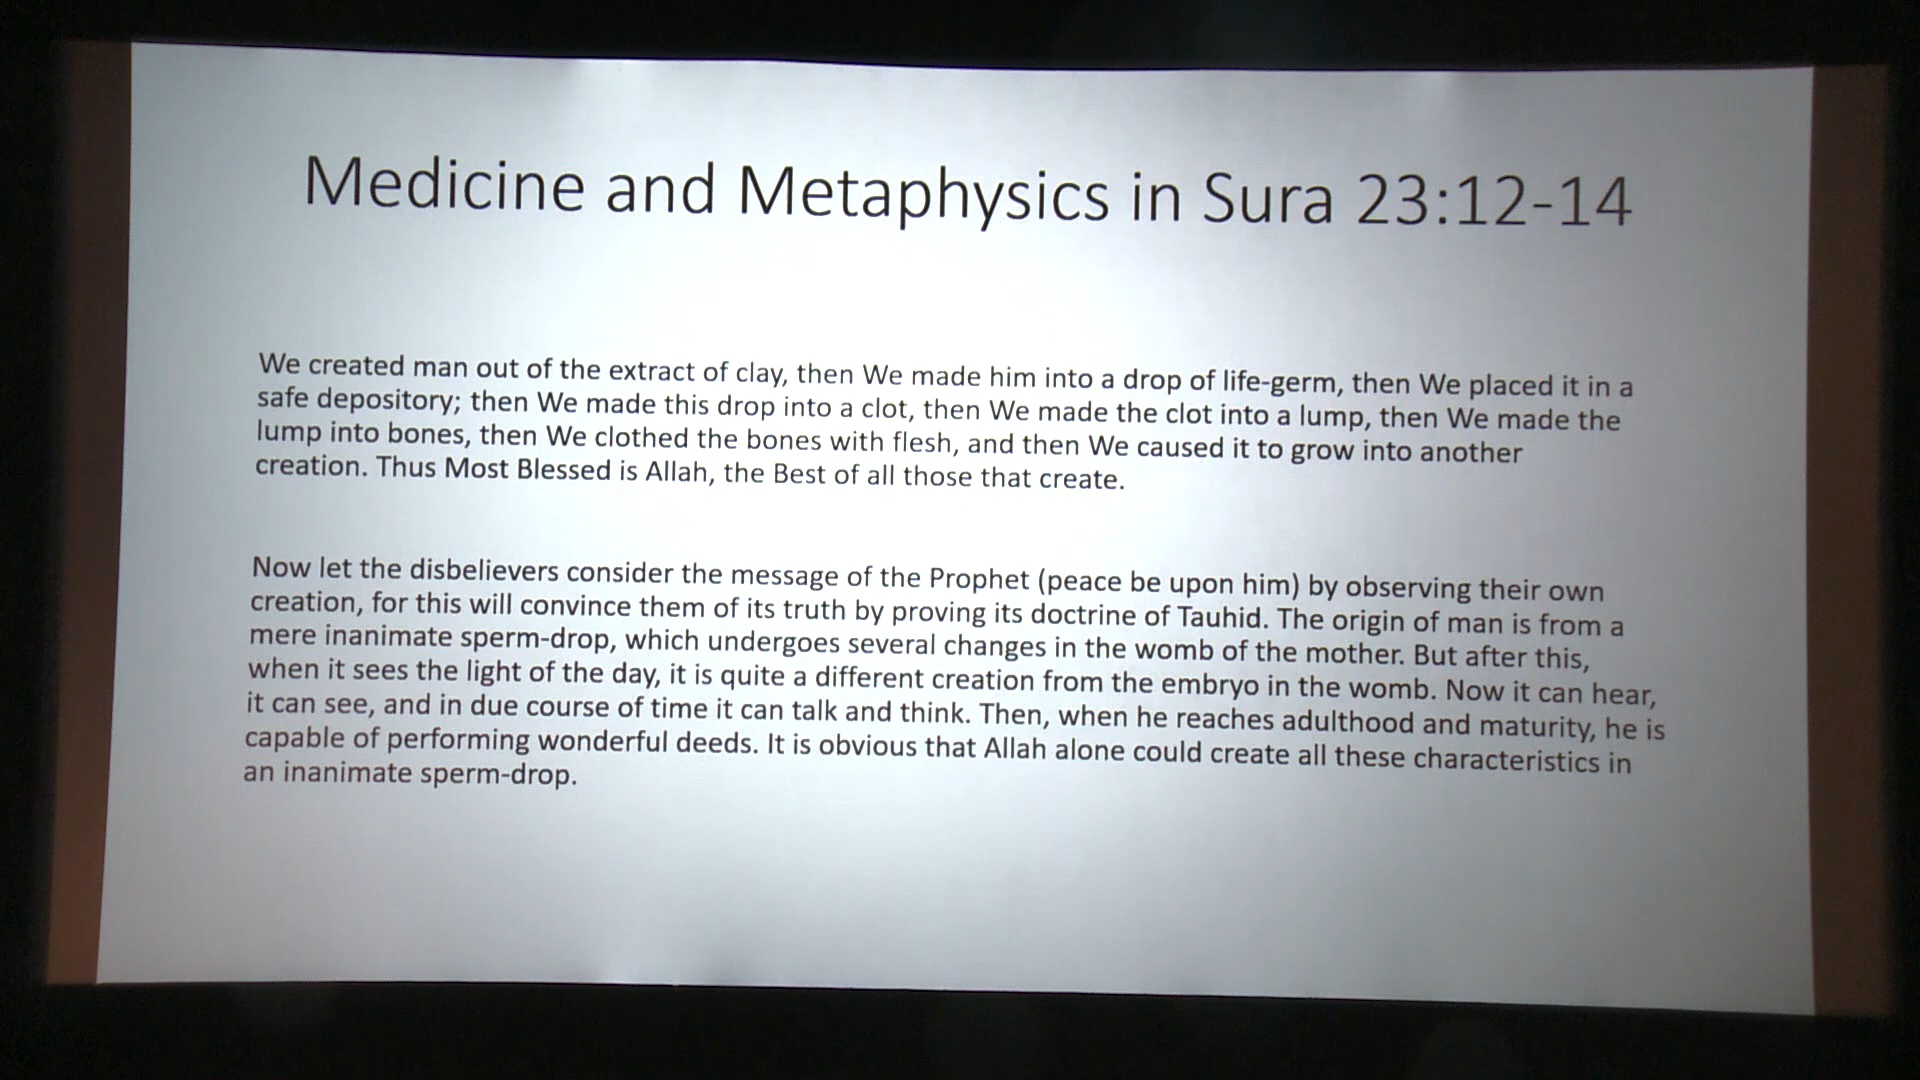 Medicine and Metaphysics in Sura 23:12-14
We created man out of the extract of clay, then We made him into a drop of life-germ, then We placed it in a
safe depository; then We made this drop into a clot, then We made the clot into a lump, then We made the
lump into bones, then We clothed the bones with flesh, and then We caused it to grow into another
creation. Thus Most Blessed is Allah, the Best of all those that create.
Now let the disbelievers consider the message of the Prophet (peace be upon him) by observing their own
creation, for this will convince them of its truth by proving its doctrine of Tauhid. The origin of man is from a
mere inanimate sperm-drop, which undergoes several changes in the womb of the mother. But after this,
when it sees the light of the day, it is quite a different creation from the embryo in the womb. Now it can hear,
it can see, and in due course of time it can talk and think. Then, when he reaches adulthood and maturity, he is
capable of performing wonderful deeds. It is obvious that Allah alone could create all these characteristics in
an inanimate sperm-drop.